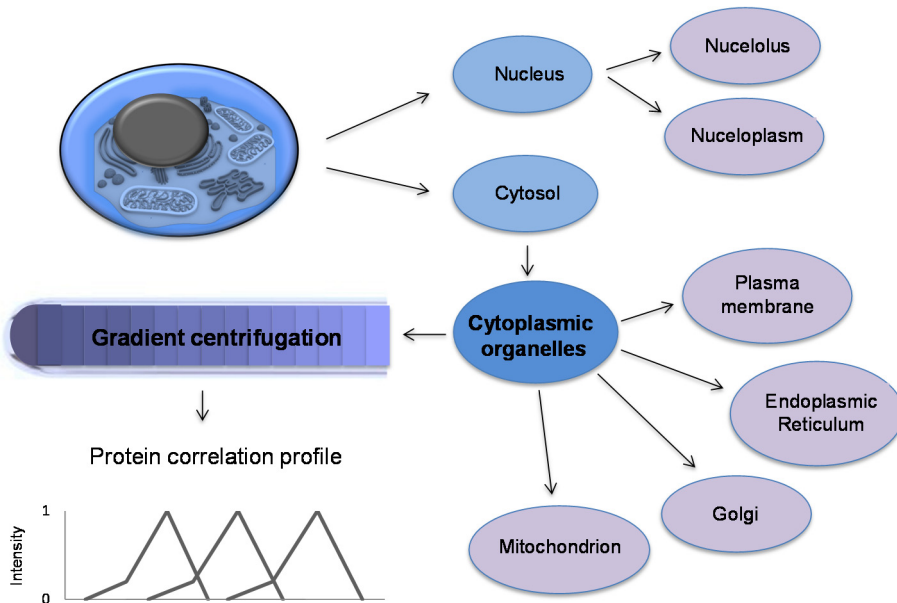 Nucelolus
Nucleus
Nuceloplasm
Cytosol
Plasma
membrane
Cytoplasmic
organelles
Gradient centrifugation
Endoplasmic
Reticulum
Protein correlation profile
Golgi
Mitochondrion
1
Intensity
0